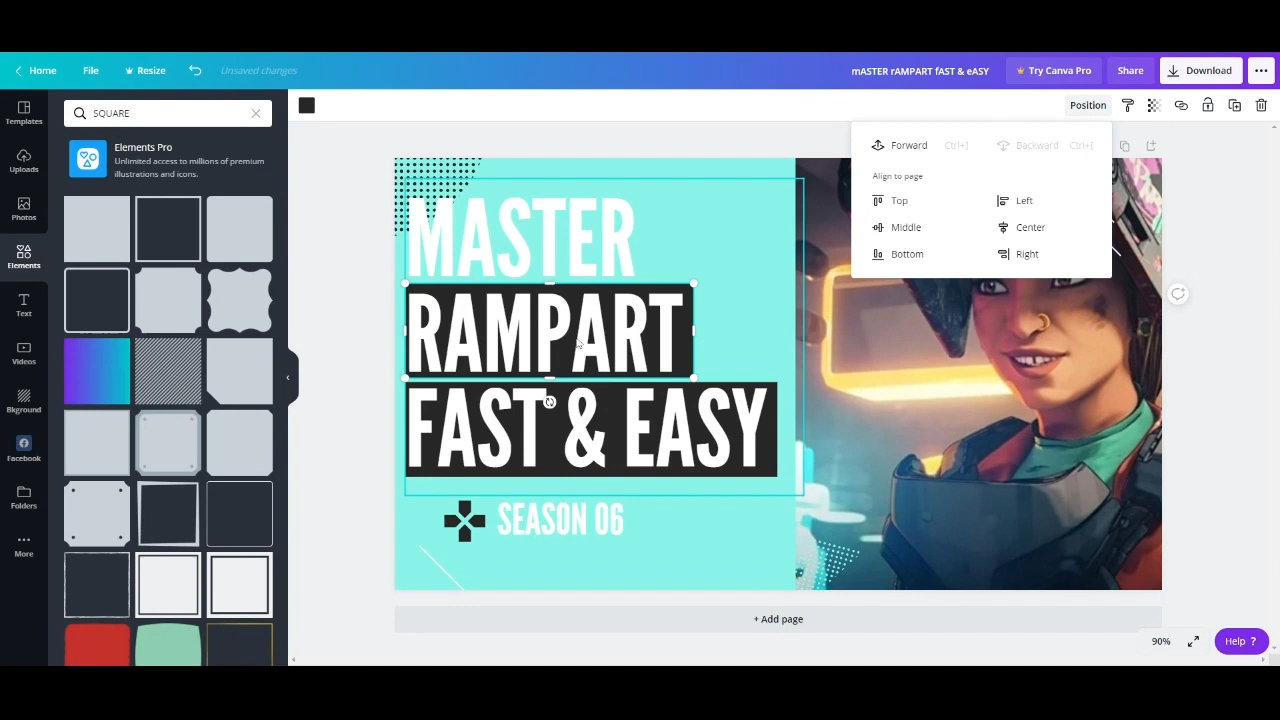 Home File Resize Unsaved changes mASTER rAMPART fAST & eASY Try Canva Pro Share Download
Templates
Uploads
Photos
Elements
Text
Videos
Bkground
Facebook
Folders
More
SQUARE
Elements Pro
Unlimited access to millions of premium
illustrations and icons.
Position
Forward Ctrl+] Backward Ctrl+[
Align to page
Top Left
Middle Center
Bottom Right
MASTER
RAMPART
FAST & EASY
SEASON 06
+ Add page
90% Help ?